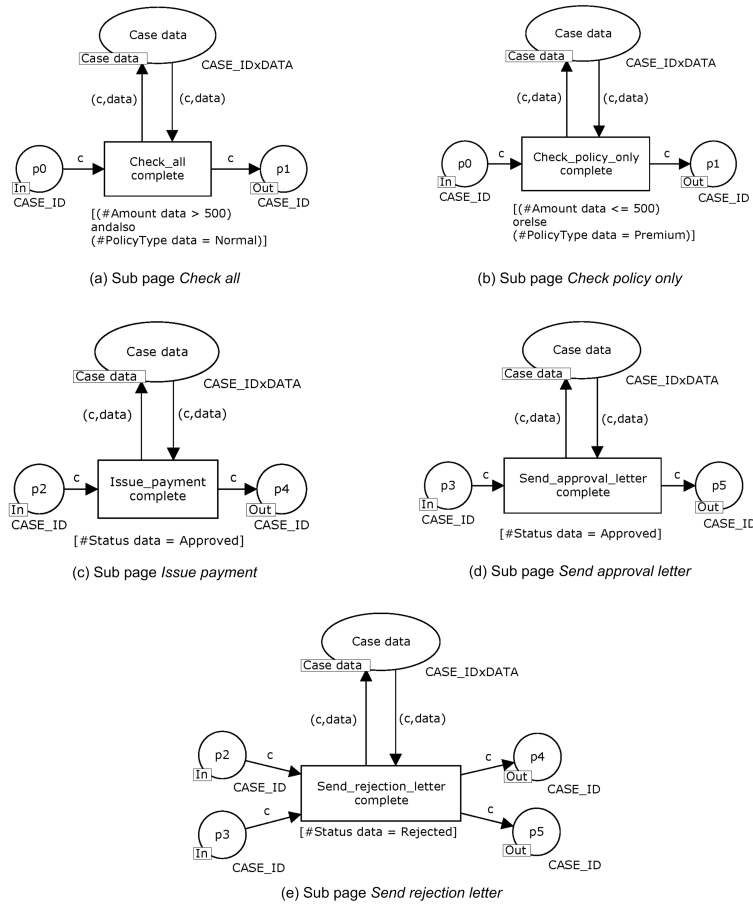 Case data
Case data
CASE_IDxDATA
(c,data)
(c,data)
p0
In
CASE_ID
c
Check_all
complete
c
p1
Out
CASE_ID
[(#Amount data > 500)
andalso
(#PolicyType data = Normal)]
(a) Sub page Check all
Case data
Case data
CASE_IDxDATA
(c,data)
(c,data)
p0
In
CASE_ID
c
Check_policy_only
complete
c
p1
Out
CASE_ID
[(#Amount data <= 500)
orelse
(#PolicyType data = Premium)]
(b) Sub page Check policy only
Case data
Case data
CASE_IDxDATA
(c,data)
(c,data)
p2
In
CASE_ID
c
Issue_payment
complete
c
p4
Out
CASE_ID
[#Status data = Approved]
(c) Sub page Issue payment
Case data
Case data
CASE_IDxDATA
(c,data)
(c,data)
p3
In
CASE_ID
c
Send_approval_letter
complete
c
p5
Out
CASE_ID
[#Status data = Approved]
(d) Sub page Send approval letter
Case data
Case data
CASE_IDxDATA
(c,data)
(c,data)
p2
In
CASE_ID
c
p3
In
CASE_ID
c
Send_rejection_letter
complete
[#Status data = Rejected]
c
p4
Out
CASE_ID
c
p5
Out
CASE_ID
(e) Sub page Send rejection letter